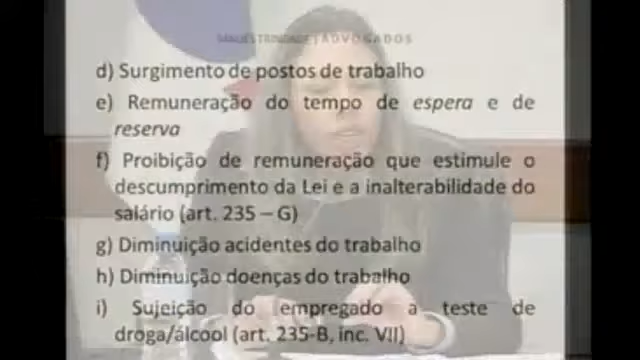 ADVOGADOS
d) Surgimento de postos de trabalho
e) Remuneração do tempo de espera e de
reserva
f) Proibição de remuneração que estimule o
descumprimento da Lei e a inalterabilidade do
salário (art. 235 – G)
g) Diminuição acidentes do trabalho
h) Diminuição doenças do trabalho
i) Sujeição do empregado a teste de
droga/álcool (art. 235-B, inc. VII)